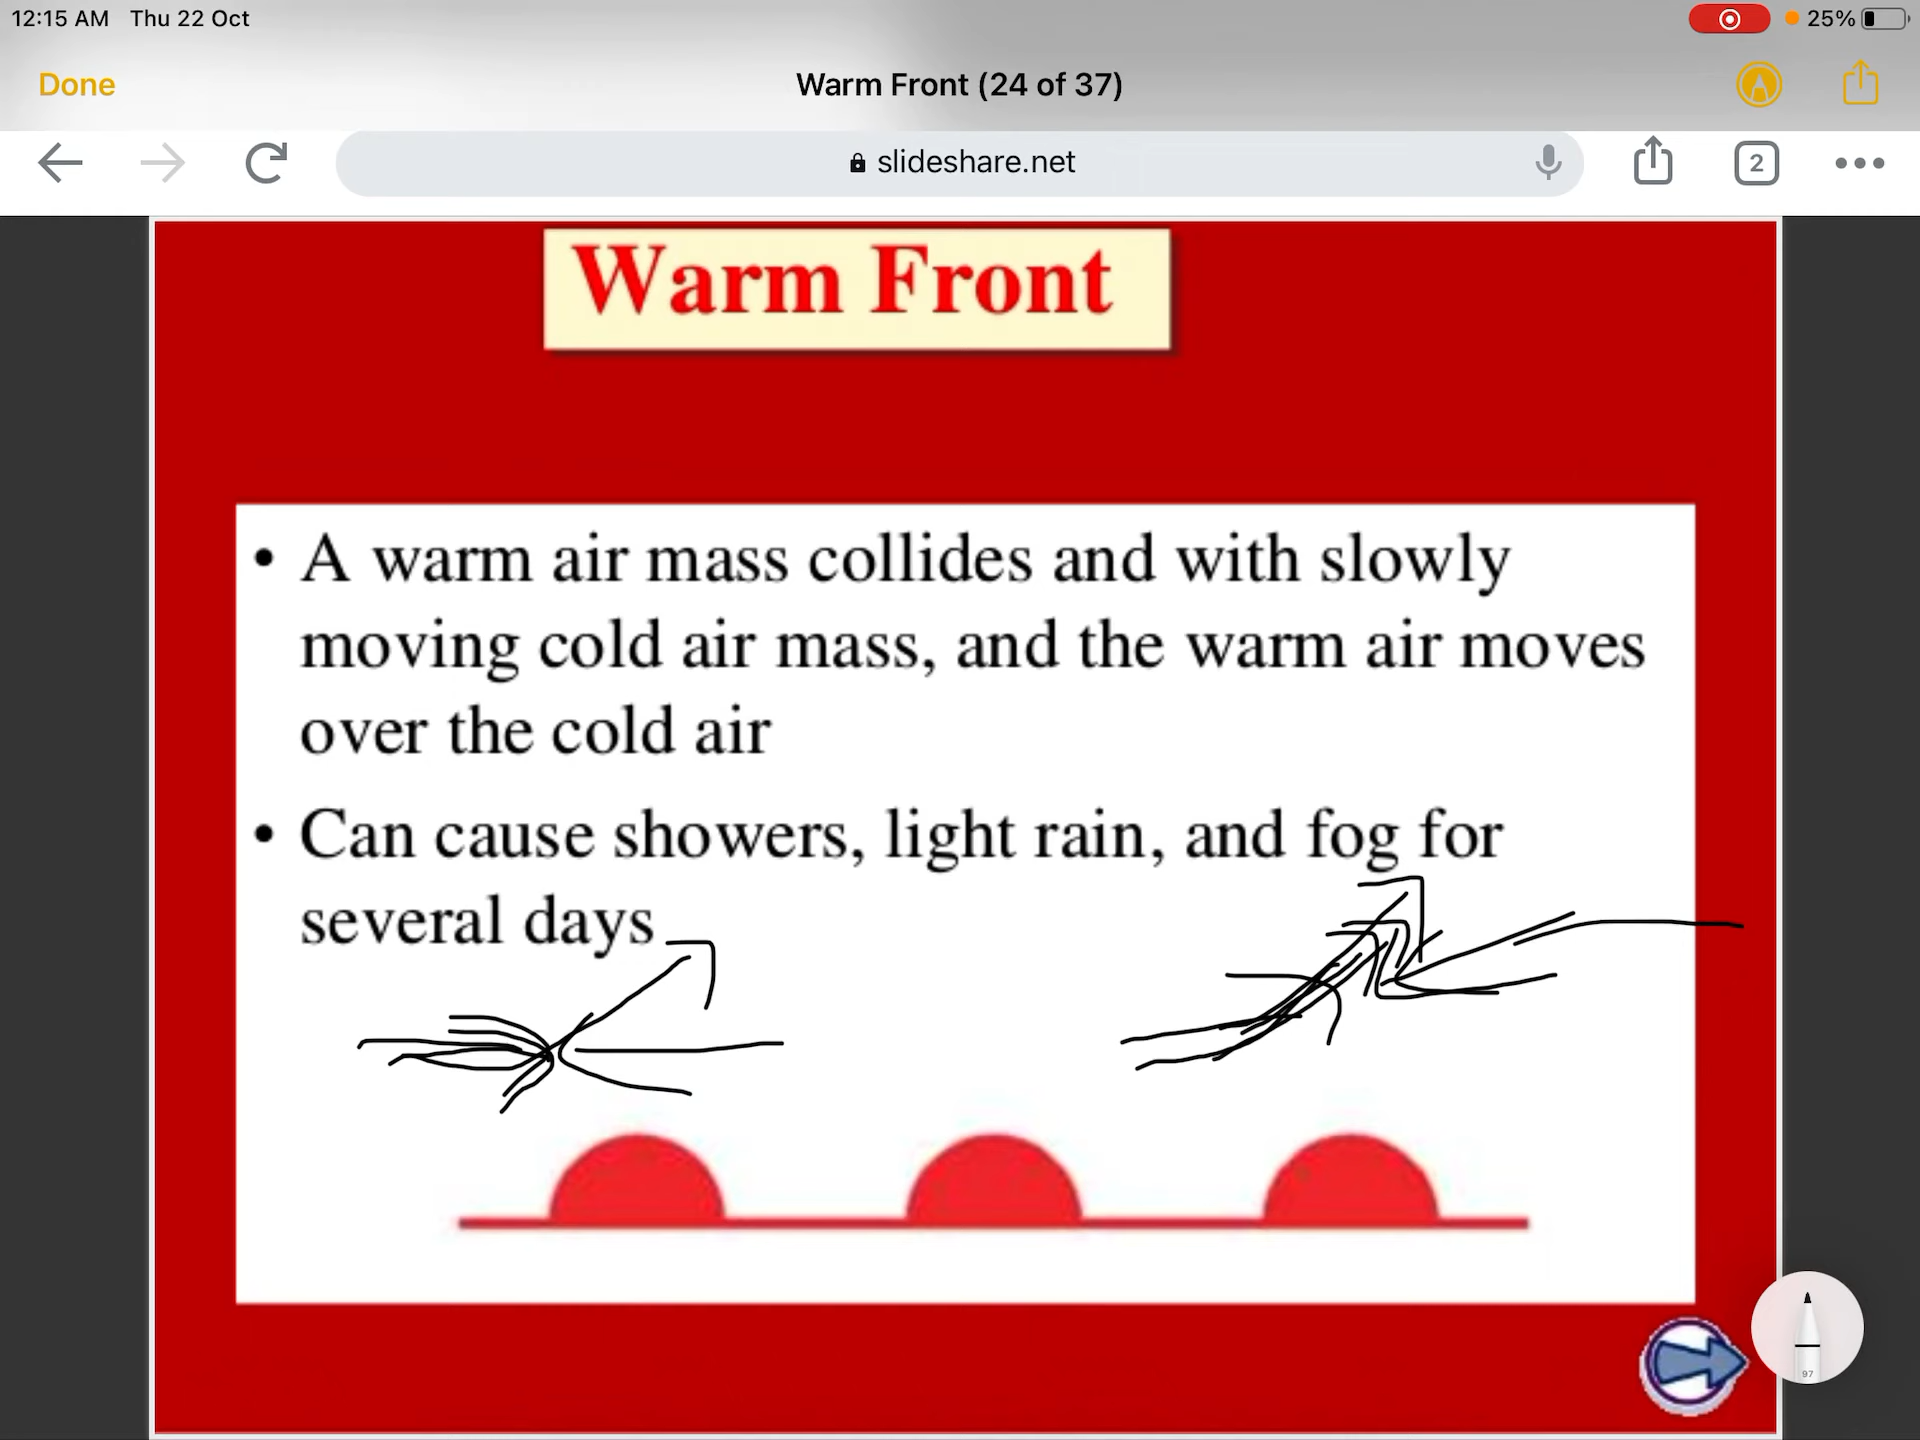 12:15 AM Thu 22 Oct
25%
Done
Warm Front (24 of 37)
slideshare.net
2
Warm Front
• A warm air mass collides and with slowly
moving cold air mass, and the warm air moves
over the cold air
• Can cause showers, light rain, and fog for
several days
97